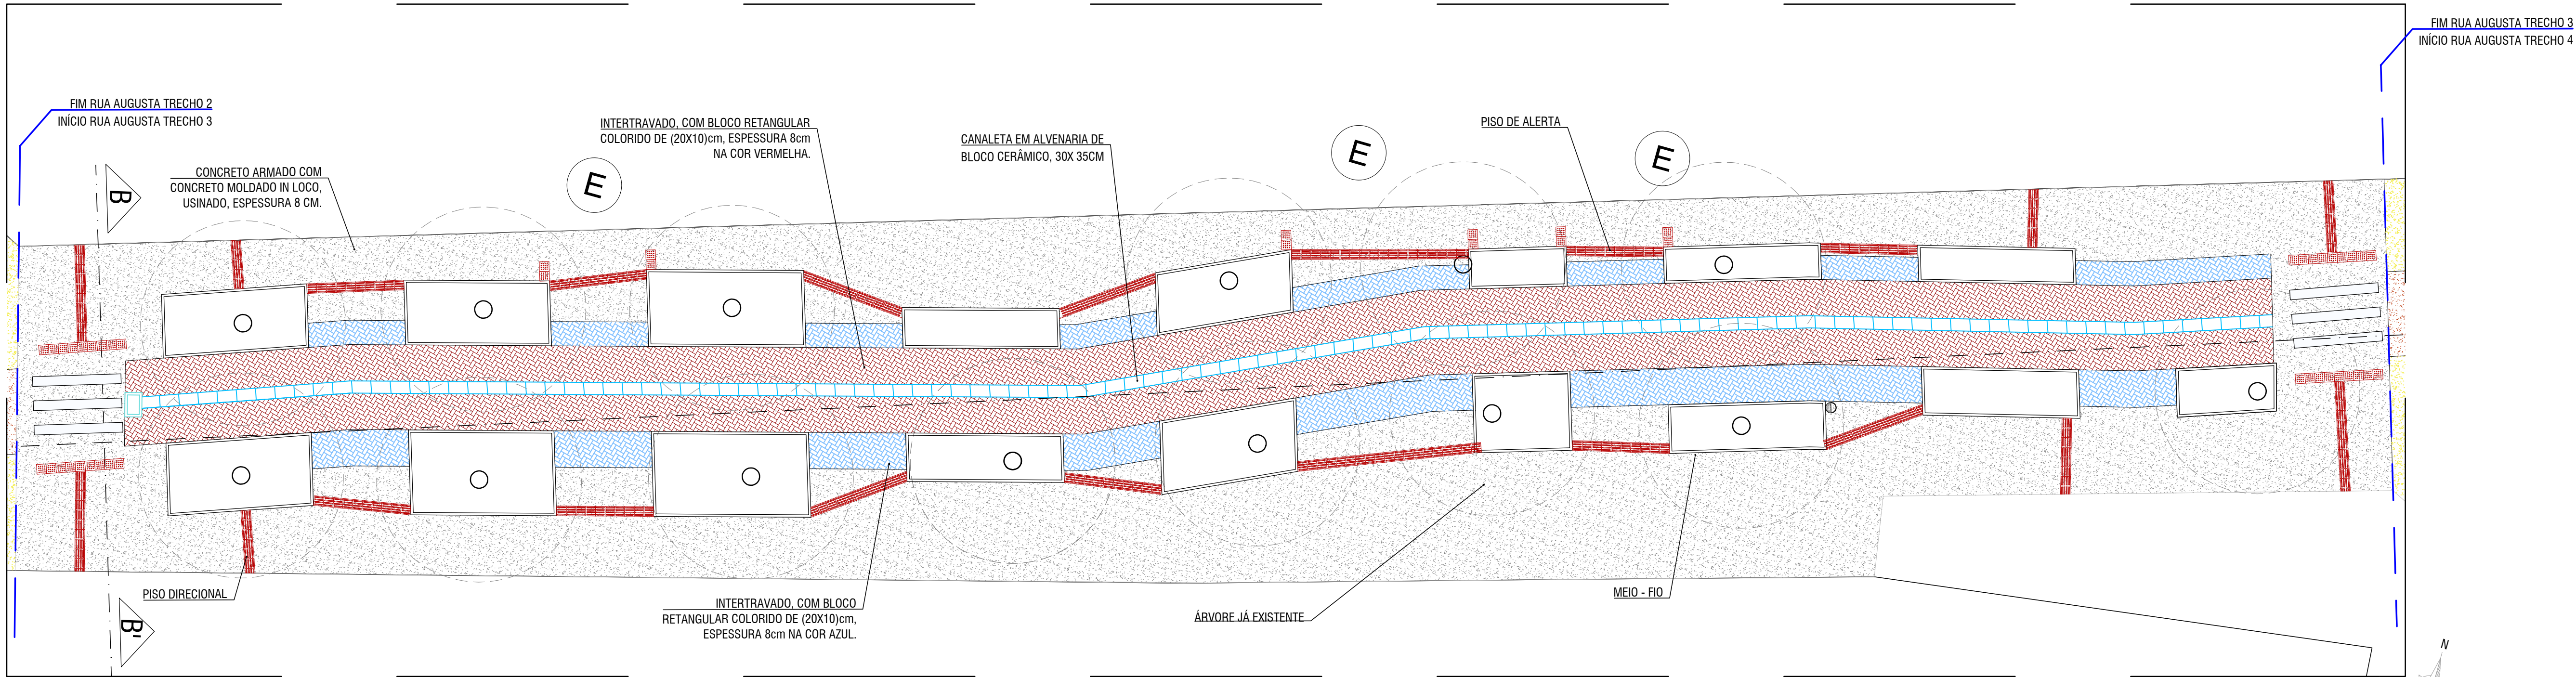 FIM RUA AUGUSTA TRECHO 3
INÍCIO RUA AUGUSTA TRECHO 4
FIM RUA AUGUSTA TRECHO 2
INÍCIO RUA AUGUSTA TRECHO 3
INTERTRAVADO, COM BLOCO RETANGULAR
COLORIDO DE (20X10)cm, ESPESSURA 8cm
NA COR VERMELHA.
CANALETA EM ALVENARIA DE
BLOCO CERÂMICO, 30X 35CM
PISO DE ALERTA
E
E
E
CONCRETO ARMADO COM
CONCRETO MOLDADO IN LOCO,
USINADO, ESPESSURA 8 CM.
B
PISO DIRECIONAL
B'
INTERTRAVADO, COM BLOCO
RETANGULAR COLORIDO DE (20X10)cm,
ESPESSURA 8cm NA COR AZUL.
ÁRVORE JÁ EXISTENTE
MEIO - FIO
N